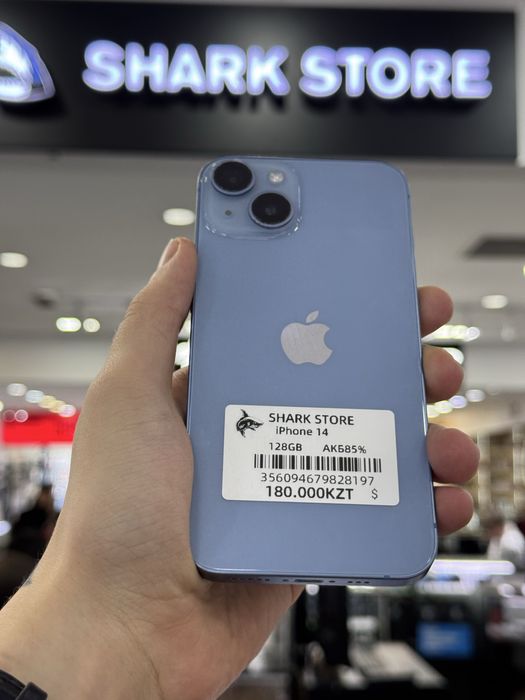 SHARK STORE
SHARK STORE
iPhone 14
128GB АКБ85%
356094679828197
180.000KZT $